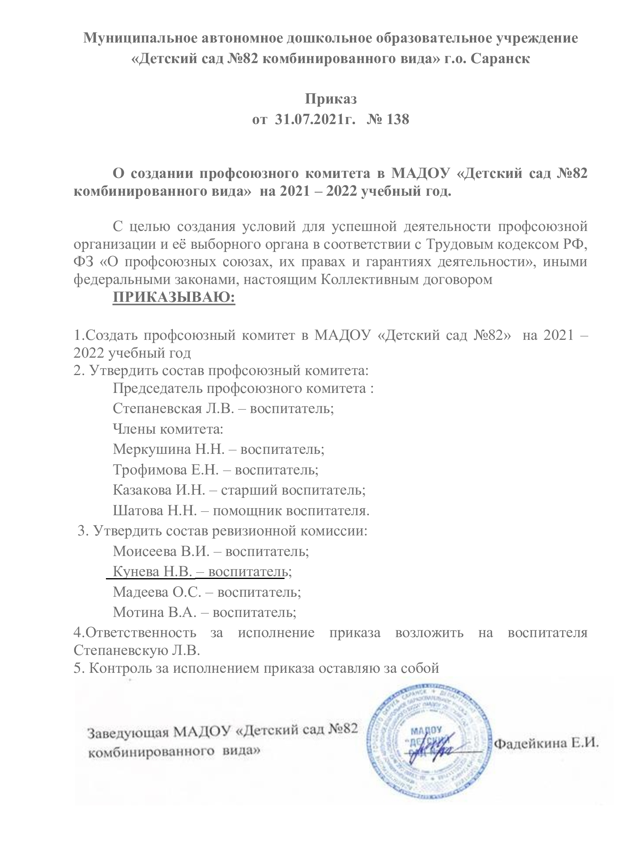 Муниципальное автономное дошкольное образовательное учреждение
«Детский сад №82 комбинированного вида» г.о. Саранск
Приказ
от 31.07.2021г. № 138
О создании профсоюзного комитета в МАДОУ «Детский сад №82
комбинированного вида» на 2021 – 2022 учебный год.
С целью создания условий для успешной деятельности профсоюзной
организации и её выборного органа в соответствии с Трудовым кодексом РФ,
ФЗ «О профсоюзных союзах, их правах и гарантиях деятельности», иными
федеральными законами, настоящим Коллективным договором
ПРИКАЗЫВАЮ:
1.Создать профсоюзный комитет в МАДОУ «Детский сад №82» на 2021 –
2022 учебный год
2. Утвердить состав профсоюзный комитета:
Председатель профсоюзного комитета :
Степаневская Л.В. – воспитатель;
Члены комитета:
Меркушина Н.Н. – воспитатель;
Трофимова Е.Н. – воспитатель;
Казакова И.Н. – старший воспитатель;
Шатова Н.Н. – помощник воспитателя.
3. Утвердить состав ревизионной комиссии:
Моисеева В.И. – воспитатель;
Кунева Н.В. – воспитатель;
Мадеева О.С. – воспитатель;
Мотина В.А. – воспитатель;
4.Ответственность за исполнение приказа возложить на воспитателя
Степаневскую Л.В.
5. Контроль за исполнением приказа оставляю за собой
Заведующая МАДОУ «Детский сад №82
комбинированного вида»
МАДОУ
"ДЕТСКИЙ
Фадейкина Е.И.